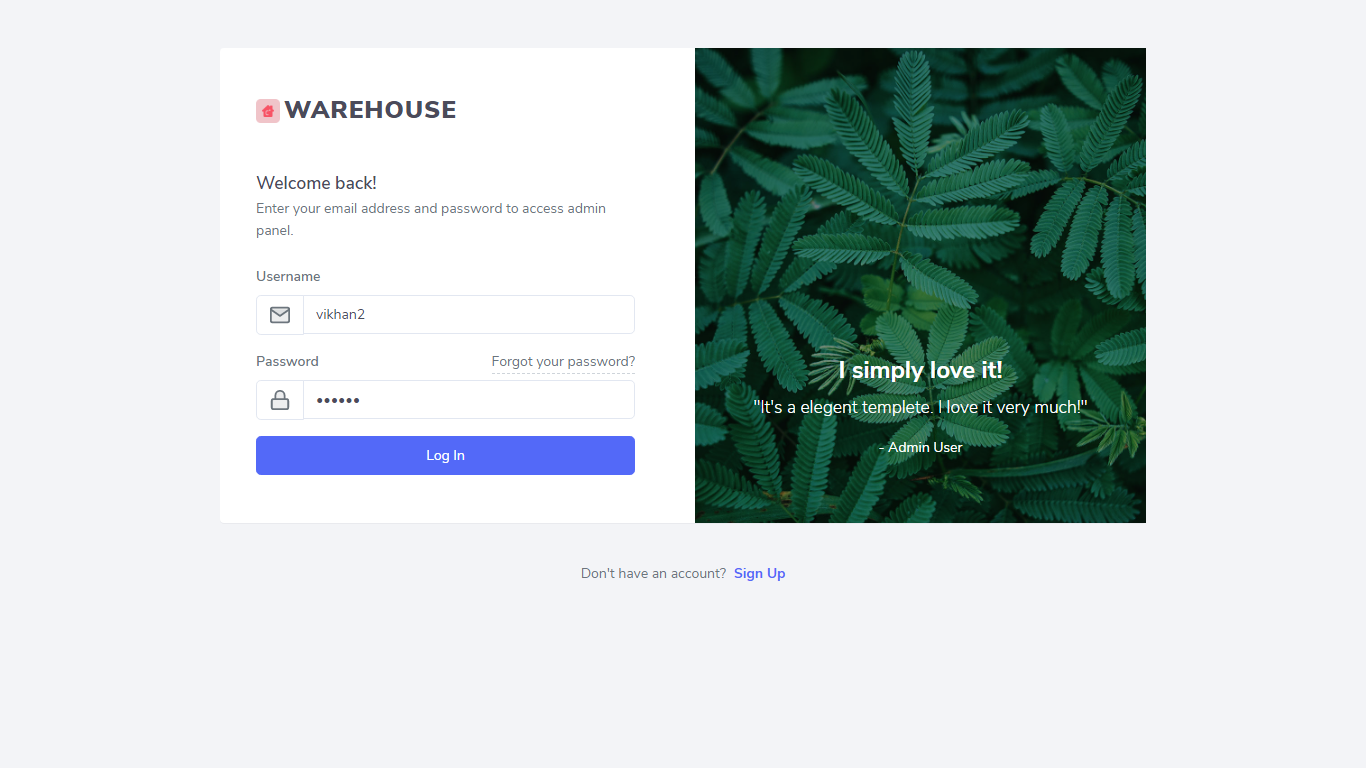 WAREHOUSE
Welcome back!
Enter your email address and password to access admin
panel.
Username
vikhan2
Password
Forgot your password?
••••••
Log In
I simply love it!
"It's a elegent templete. I love it very much!"
- Admin User
Don't have an account? Sign Up